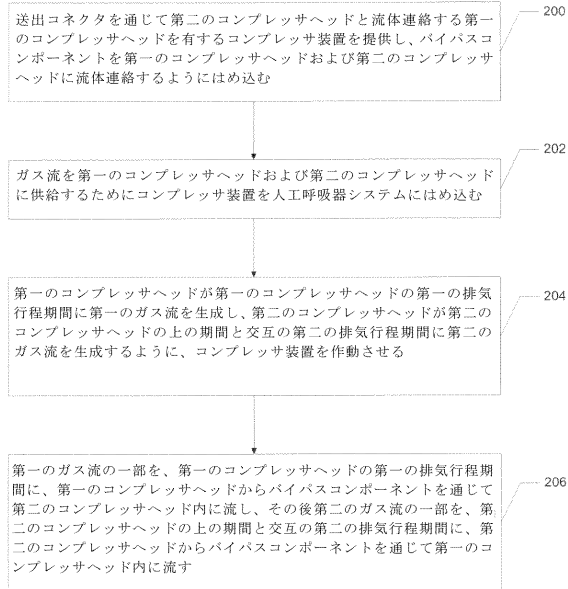 送出コネクタを通じて第二のコンプレッサヘッドと流体連絡する第一
のコンプレッサヘッドを有するコンプレッサ装置を提供し、バイパスコ
ンポーネントを第一のコンプレッサヘッドおよび第二のコンプレッサ
ヘッドに流体連絡するようにはめ込む
200
ガス流を第一のコンプレッサヘッドおよび第二のコンプレッサヘッド
に供給するためにコンプレッサ装置を人工呼吸器システムにはめ込む
202
第一のコンプレッサヘッドが第一のコンプレッサヘッドの第一の排気
行程期間に第一のガス流を生成し、第二のコンプレッサヘッドが第二の
コンプレッサヘッドの上の期間と交互の第二の排気行程期間に第二の
ガス流を生成するように、コンプレッサ装置を作動させる
204
第一のガス流の一部を、第一のコンプレッサヘッドの第一の排気行程期
間に、第一のコンプレッサヘッドからバイパスコンポーネントを通じて
第二のコンプレッサヘッド内に流し、その後第二のガス流の一部を、第
二のコンプレッサヘッドの上の期間と交互の第二の排気行程期間に、第
二のコンプレッサヘッドからバイパスコンポーネントを通じて第一のコ
ンプレッサヘッド内に流す
206